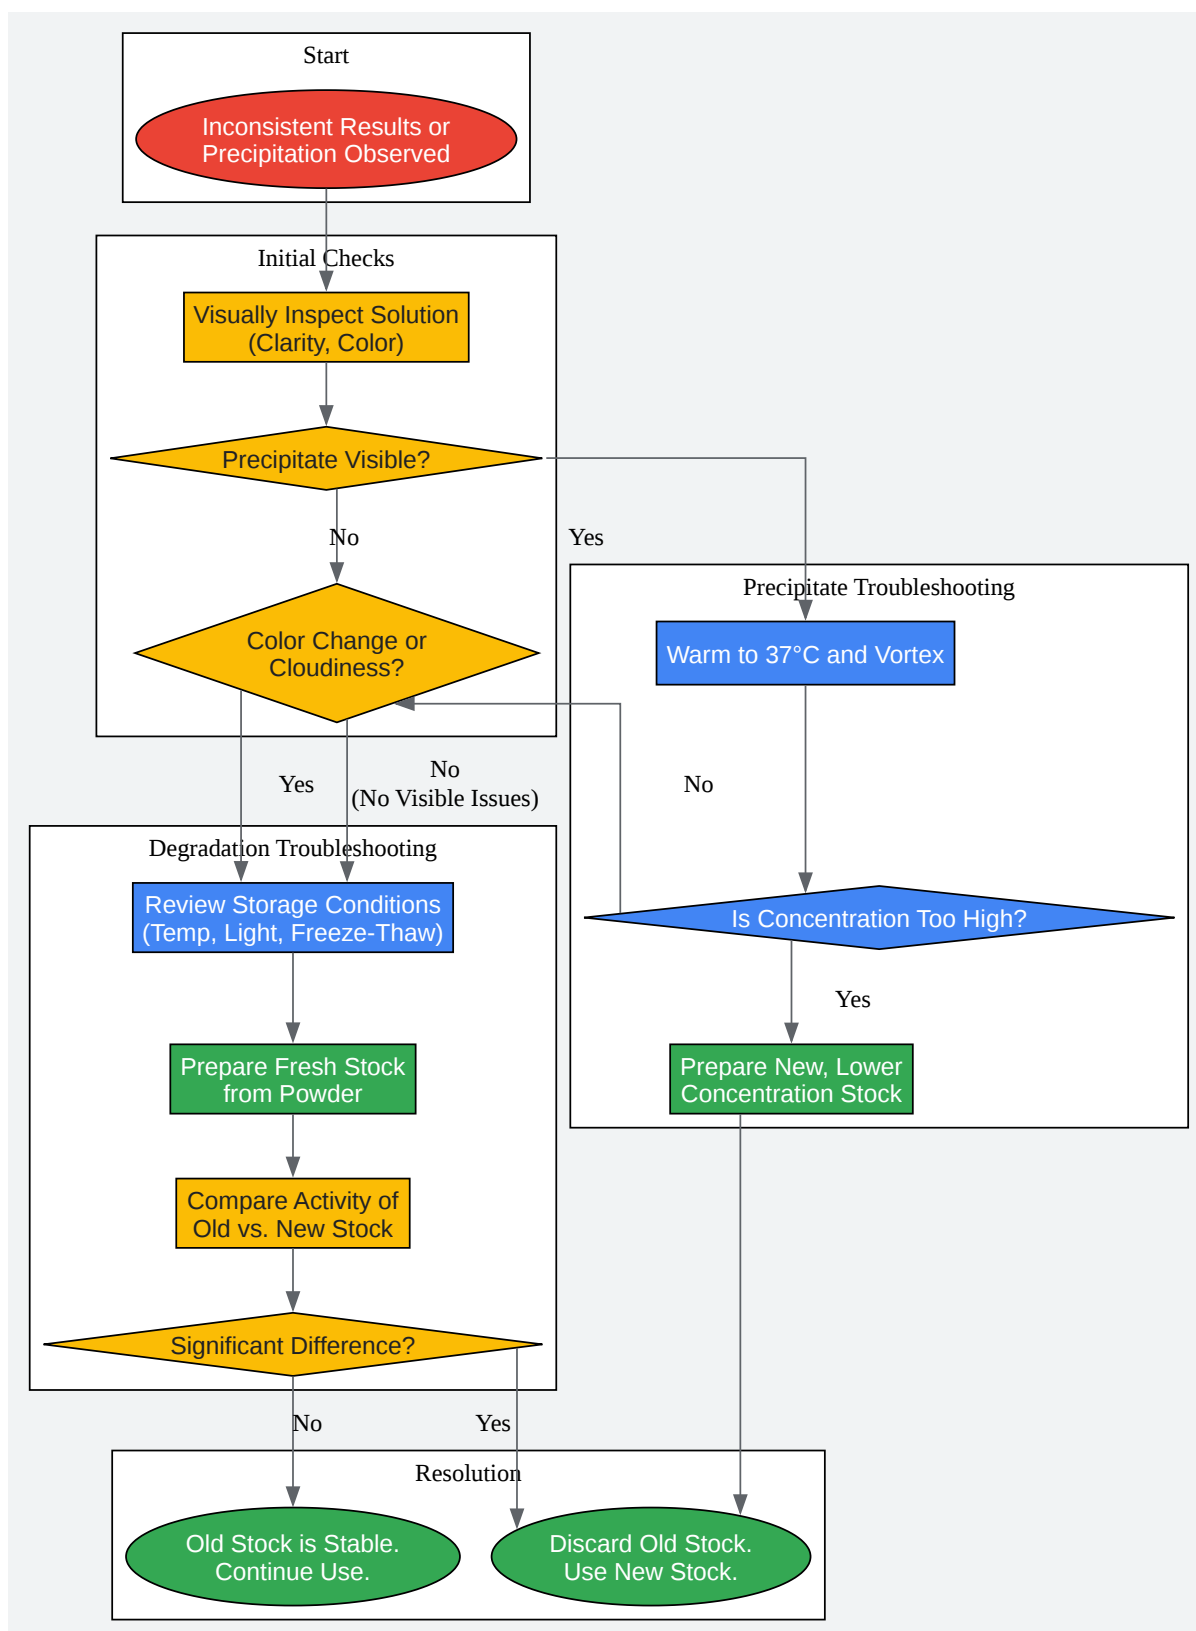 Start
Inconsistent Results or
Precipitation Observed
Initial Checks
Visually Inspect Solution
(Clarity, Color)
Precipitate Visible?
No
Yes
Color Change or
Cloudiness?
Precipitate Troubleshooting
Warm to 37°C and Vortex
Yes
No
(No Visible Issues)
No
Degradation Troubleshooting
Review Storage Conditions
(Temp, Light, Freeze-Thaw)
Is Concentration Too High?
Yes
Prepare Fresh Stock
from Powder
Prepare New, Lower
Concentration Stock
Compare Activity of
Old vs. New Stock
Significant Difference?
No
Yes
Resolution
Old Stock is Stable.
Continue Use.
Discard Old Stock.
Use New Stock.